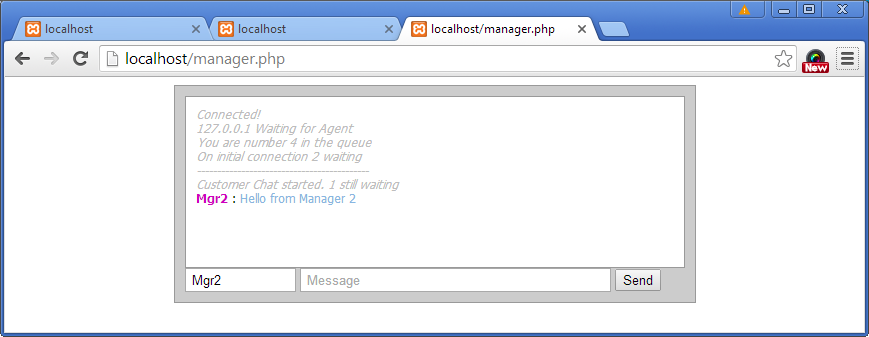 localhost
localhost
localhost/manager.php
localhost/manager.php
New
Connected!
127.0.0.1 Waiting for Agent
You are number 4 in the queue
On initial connection 2 waiting
-------------------------------------------
Customer Chat started. 1 still waiting
Mgr2 : Hello from Manager 2
Mgr2
Message
Send